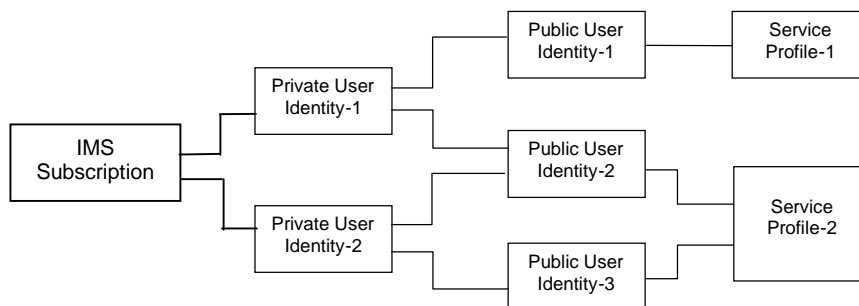 IMS
Subscription
Private User
Identity-1
Private User
Identity-2
Public User
Identity-1
Public User
Identity-2
Public User
Identity-3
Service
Profile-1
Service
Profile-2